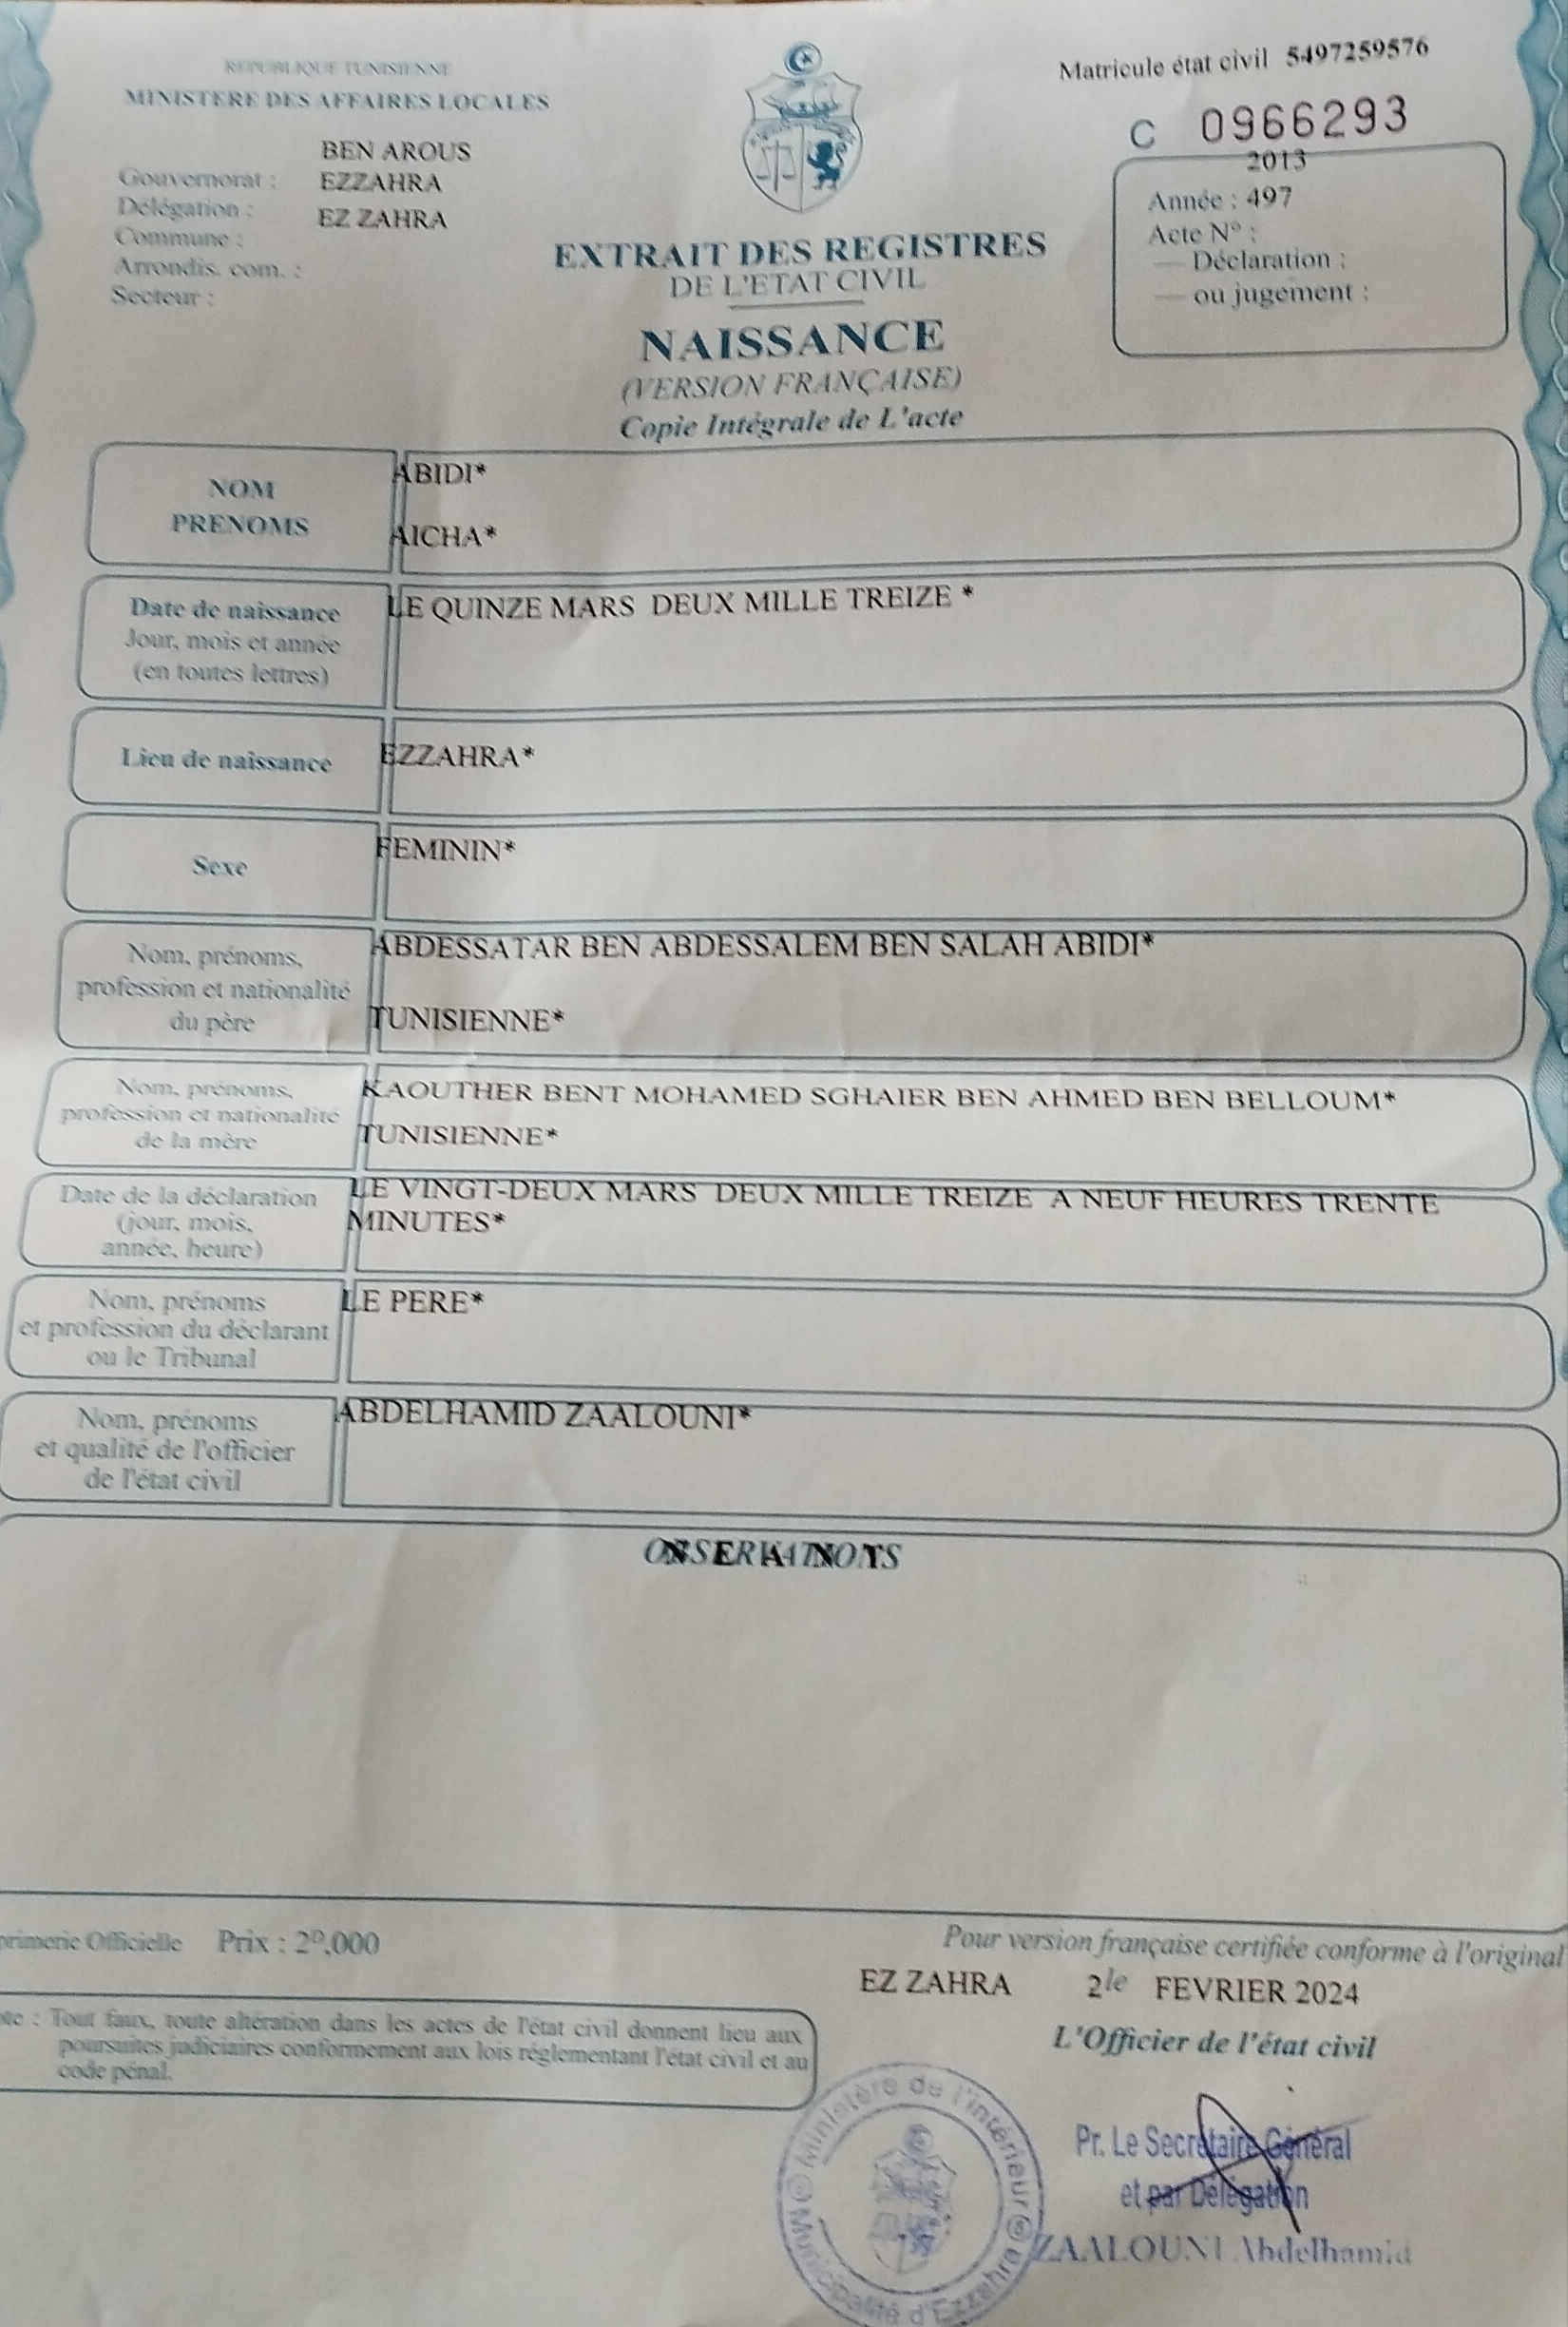 REPUBLIQUE TUNISIENNE
MINISTERE DES AFFAIRES LOCALES
Matricule état civil 5497259576
C 0966293
BEN AROUS
Gouvernorat : EZZAHRA
Délégation : EZ ZAHRA
Commune :
Arrondis. com. :
Secteur :
2013
Année : 497
Acte N° :
— Déclaration :
— ou jugement :
EXTRAIT DES REGISTRES
DE L'ETAT CIVIL
NAISSANCE
(VERSION FRANÇAISE)
Copie Intégrale de L'acte
NOM
PRENOMS
ABIDI*
AICHA*
Date de naissance
Jour, mois et année
(en toutes lettres)
LE QUINZE MARS DEUX MILLE TREIZE *
Lieu de naissance
EZZAHRA*
Sexe
FEMININ*
Nom, prénoms,
profession et nationalité
du père
ABDESSATAR BEN ABDESSALEM BEN SALAH ABIDI*
TUNISIENNE*
Nom, prénoms,
profession et nationalité
de la mère
KAOUTHER BENT MOHAMED SGHAIER BEN AHMED BEN BELLOUM*
TUNISIENNE*
Date de la déclaration
(jour, mois,
année, heure)
LE VINGT-DEUX MARS DEUX MILLE TREIZE A NEUF HEURES TRENTE
MINUTES*
Nom, prénoms
et profession du déclarant
ou le Tribunal
LE PERE*
Nom, prénoms
et qualité de l'officier
de l'état civil
ABDELHAMID ZAALOUNI*
OBSERVATIONS
N E A N T
primerie Officielle Prix : 2ᴰ,000
Pour version française certifiée conforme à l'original
EZ ZAHRA 2 le FEVRIER 2024
L'Officier de l'état civil
te : Tout faux, toute altération dans les actes de l'état civil donnent lieu aux
poursuites judiciaires conformement aux lois réglementant l'état civil et au
code pénal.
Ministère de l'intérieur
Municipalité d'Ezzahra
Pr. Le Secrétaire Général
et par Délégation
ZAALOUNI Abdelhamid